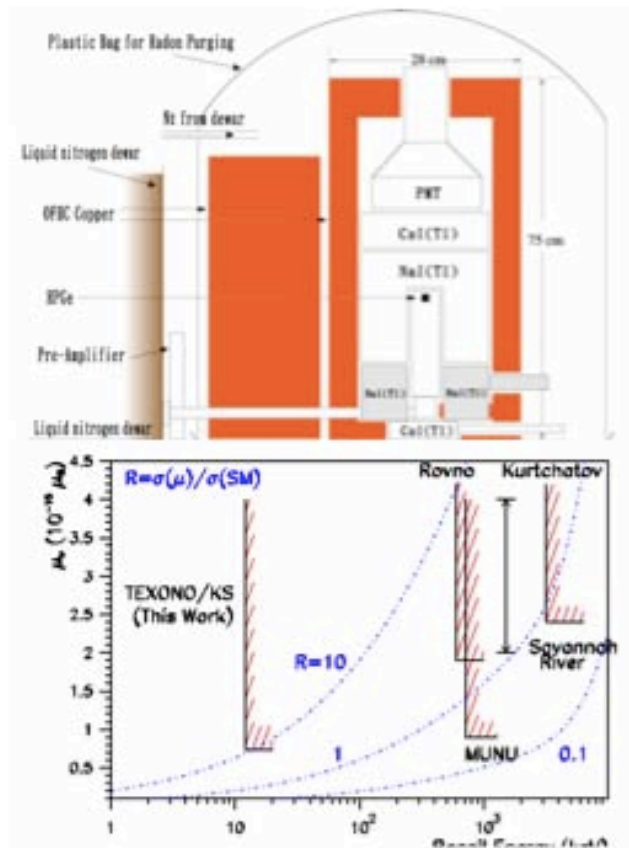 Plastic Bag for Radon Purging
20 cm
N2 from dewar
Liquid nitrogen dewar
OFHC Copper
PMT
CsI(Tl)
75 cm
NaI(Tl)
HPGe
Pre-Amplifier
NaI(Tl)
NaI(Tl)
Liquid nitrogen dewar
CsI(Tl)
4.5
R=σ(μ)/σ(SM)
Rovno
Kurtchatov
4
3.5
TEXONO/KS
(This Work)
3
2.5
2
R=10
Savannah
River
1.5
1
1
MUNU
0.1
0.5
1
10
10²
10³